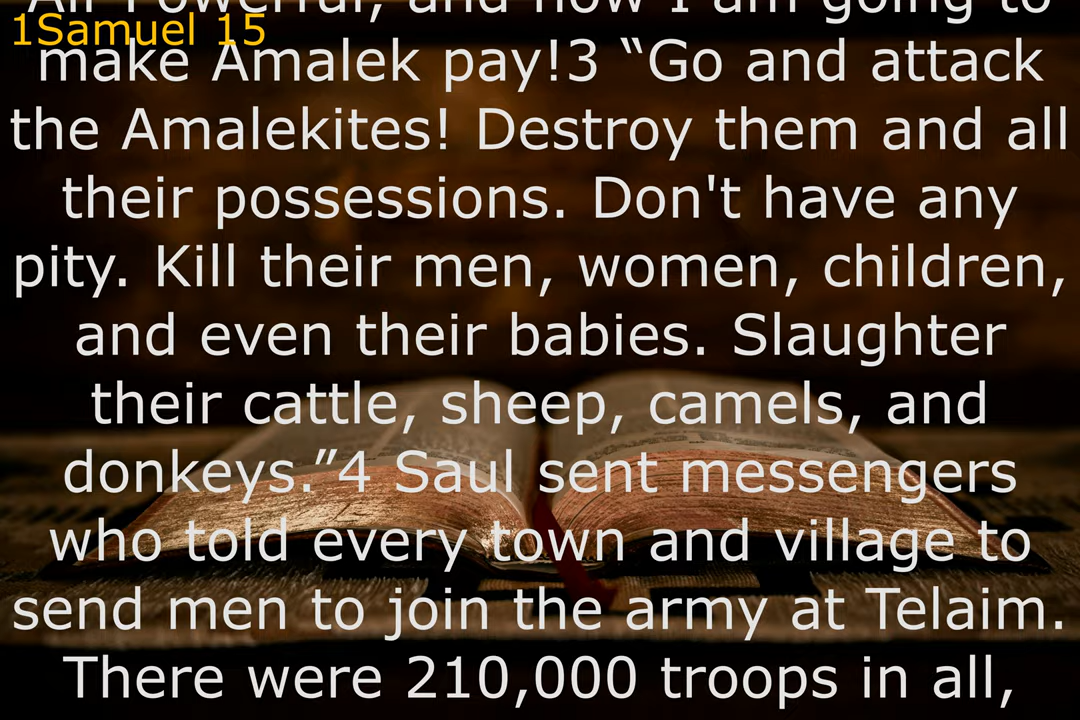 1Samuel 15
All-Powerful, and now I am going to
make Amalek pay!3 “Go and attack
the Amalekites! Destroy them and all
their possessions. Don't have any
pity. Kill their men, women, children,
and even their babies. Slaughter
their cattle, sheep, camels, and
donkeys.”4 Saul sent messengers
who told every town and village to
send men to join the army at Telaim.
There were 210,000 troops in all,